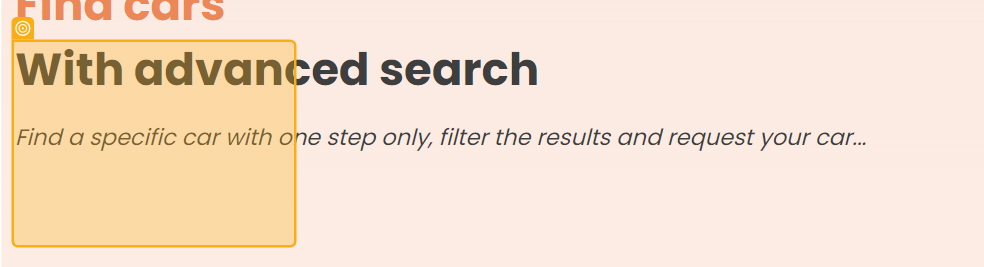 Find cars
With advanced search
Find a specific car with one step only, filter the results and request your car...